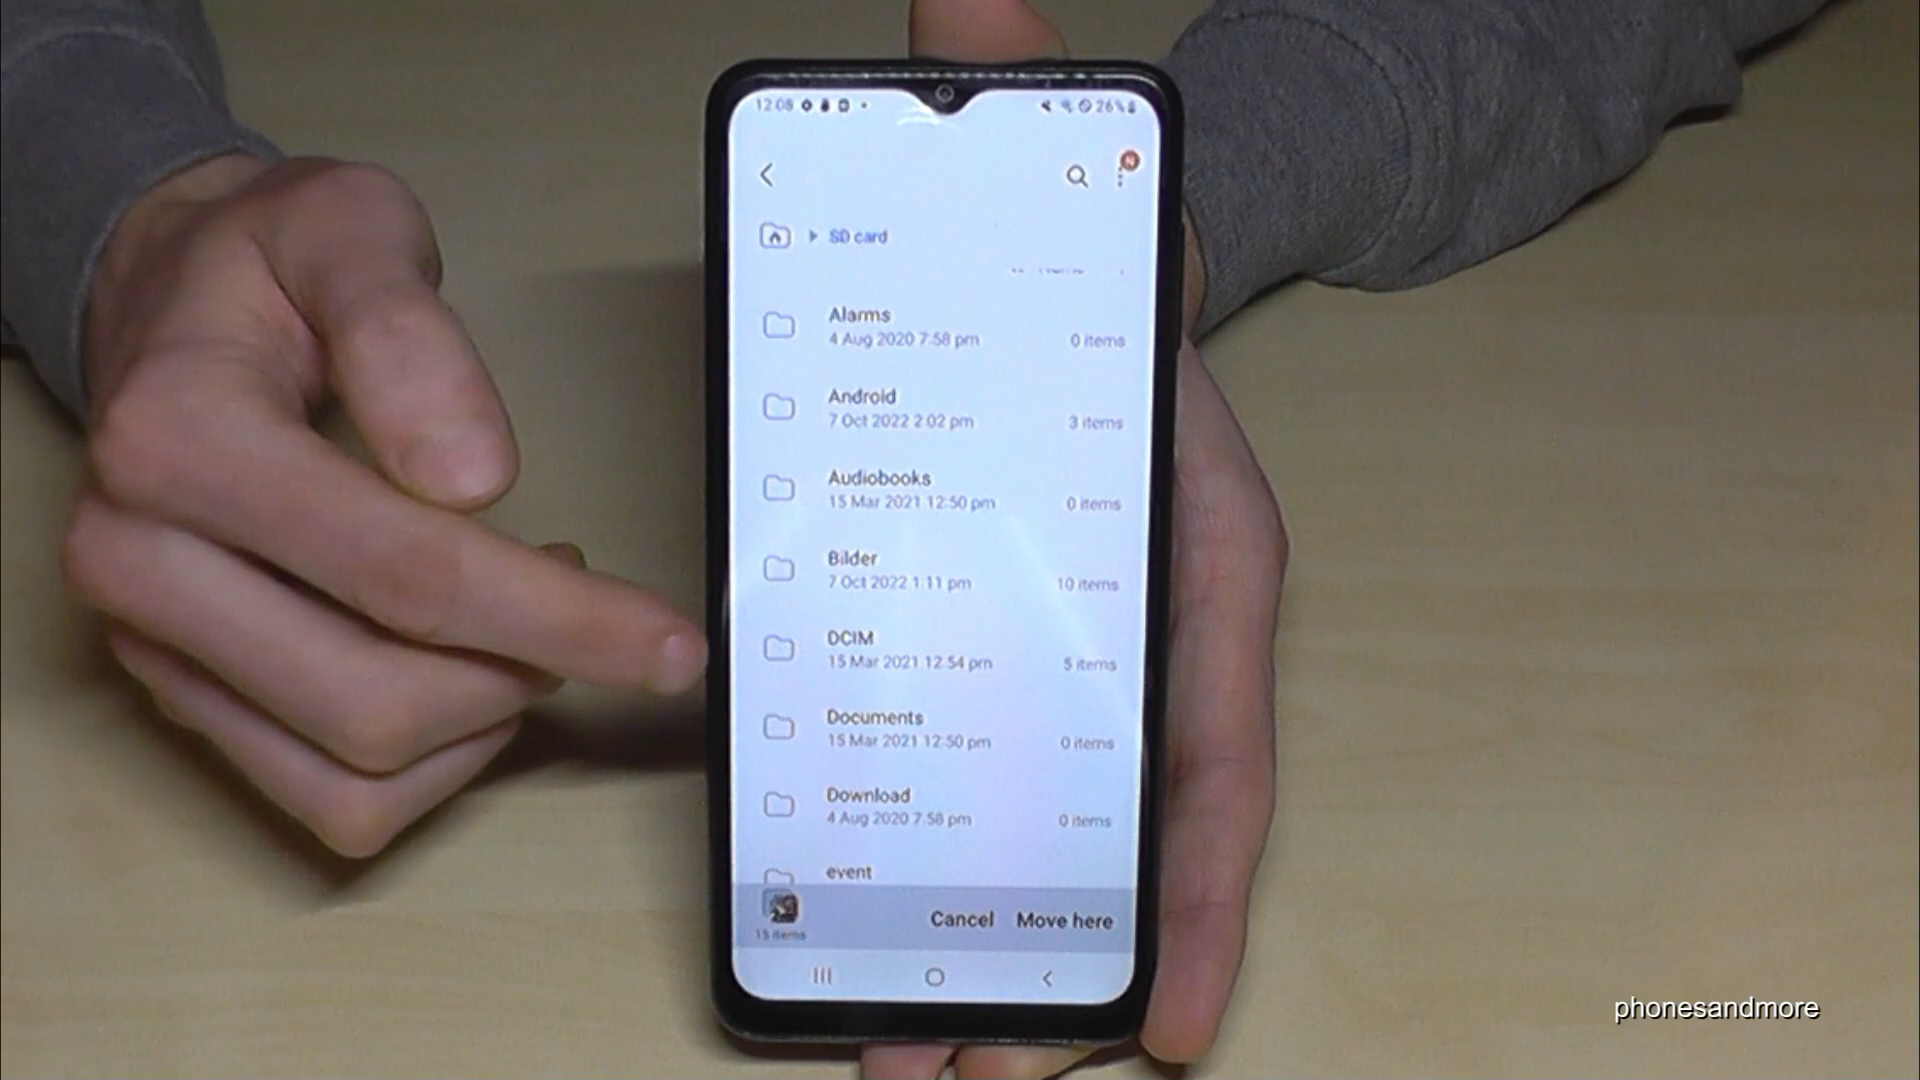 12:08
26%
N
SD card
Alarms
4 Aug 2020 7:58 pm
0 items
Android
7 Oct 2022 2:02 pm
3 items
Audiobooks
15 Mar 2021 12:50 pm
0 items
Bilder
7 Oct 2022 1:11 pm
10 items
DCIM
15 Mar 2021 12:54 pm
5 items
Documents
15 Mar 2021 12:50 pm
0 items
Download
4 Aug 2020 7:58 pm
0 items
event
15 items
Cancel
Move here
phonesandmore